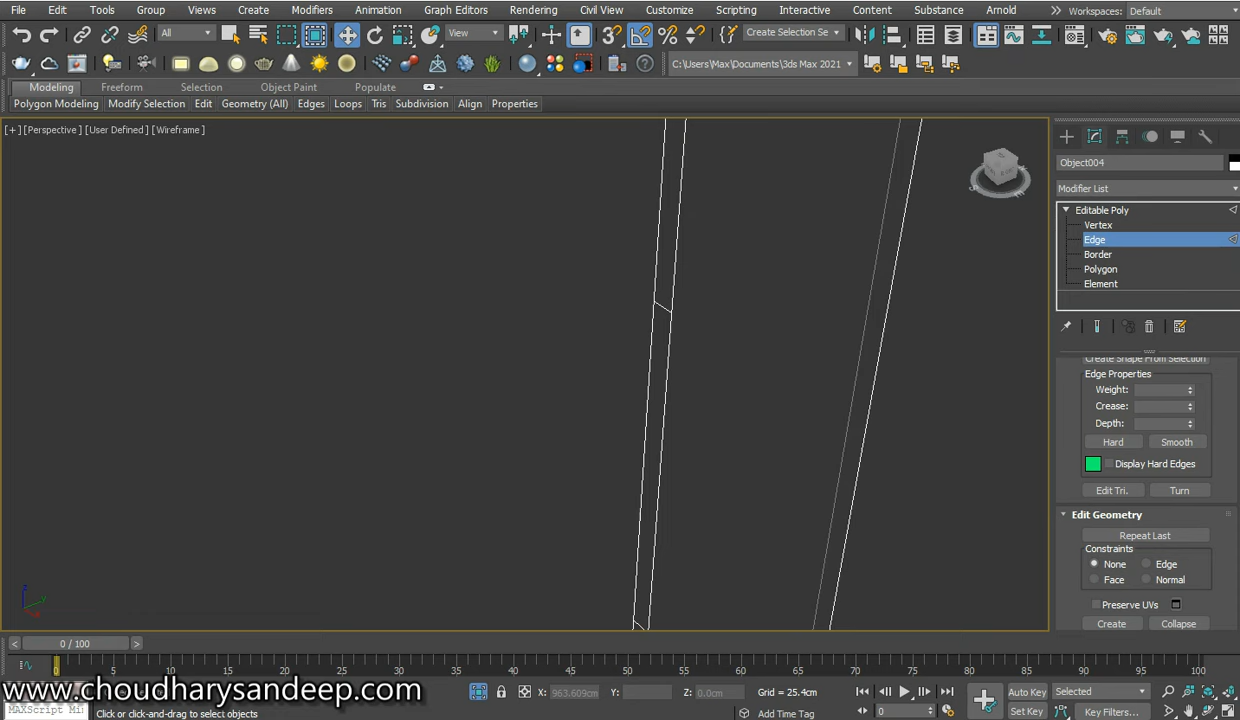 File Edit Tools Group Views Create Modifiers Animation Graph Editors Rendering Civil View Customize Scripting Interactive Content Substance Arnold Workspaces: Default
All View Create Selection Se
C:\Users\Max\Documents\3ds Max 2021
Modeling Freeform Selection Object Paint Populate
Polygon Modeling Modify Selection Edit Geometry (All) Edges Loops Tris Subdivision Align Properties
[+] [Perspective] [User Defined] [Wireframe]
Object004
Modifier List
Editable Poly
Vertex
Edge
Border
Polygon
Element
Create Shape From Selection
Edge Properties
Weight:
Crease:
Depth:
Hard Smooth
Display Hard Edges
Edit Tri. Turn
Edit Geometry
Repeat Last
Constraints
None Edge
Face Normal
Preserve UVs
Create Collapse
< 0 / 100 >
0 5 10 15 20 25 30 35 40 45 50 55 60 65 70 75 80 85 90 95 100
www.choudharysandeep.com
X: 963.609cm Y: Z: 0.0cm Grid = 25.4cm Auto Key Selected
MAXScript Mi Click or click-and-drag to select objects Add Time Tag 0 Set Key Key Filters...